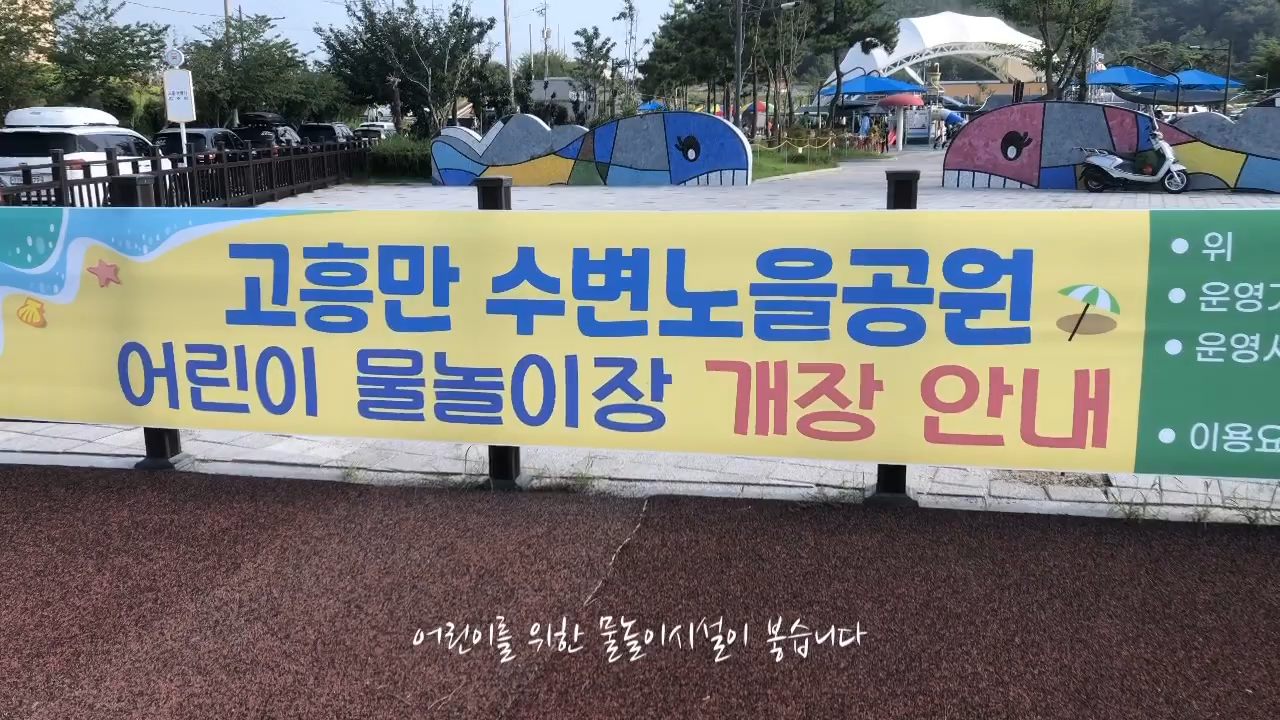 고흥만 수변노을공원
어린이 물놀이장 개장 안내
위
운영기
운영시
이용요
어린이를 위한 물놀이시설이 붕습니다